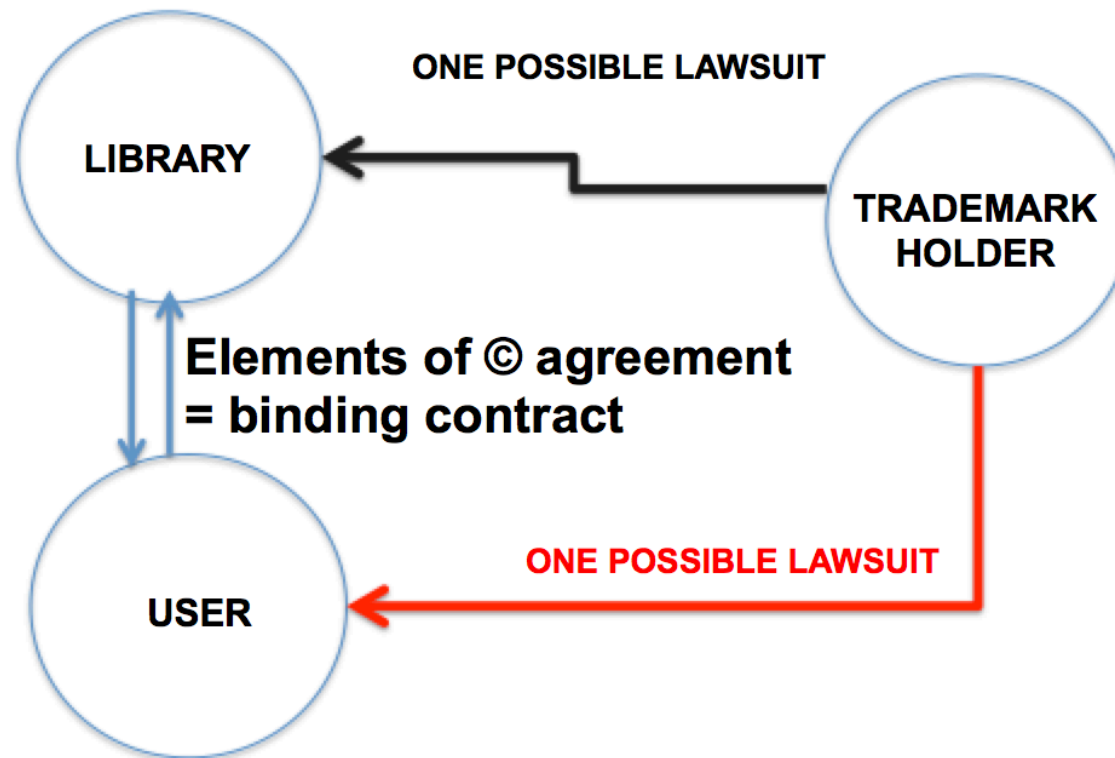 ONE POSSIBLE LAWSUIT
LIBRARY
TRADEMARK
HOLDER
Elements of © agreement
= binding contract
ONE POSSIBLE LAWSUIT
USER